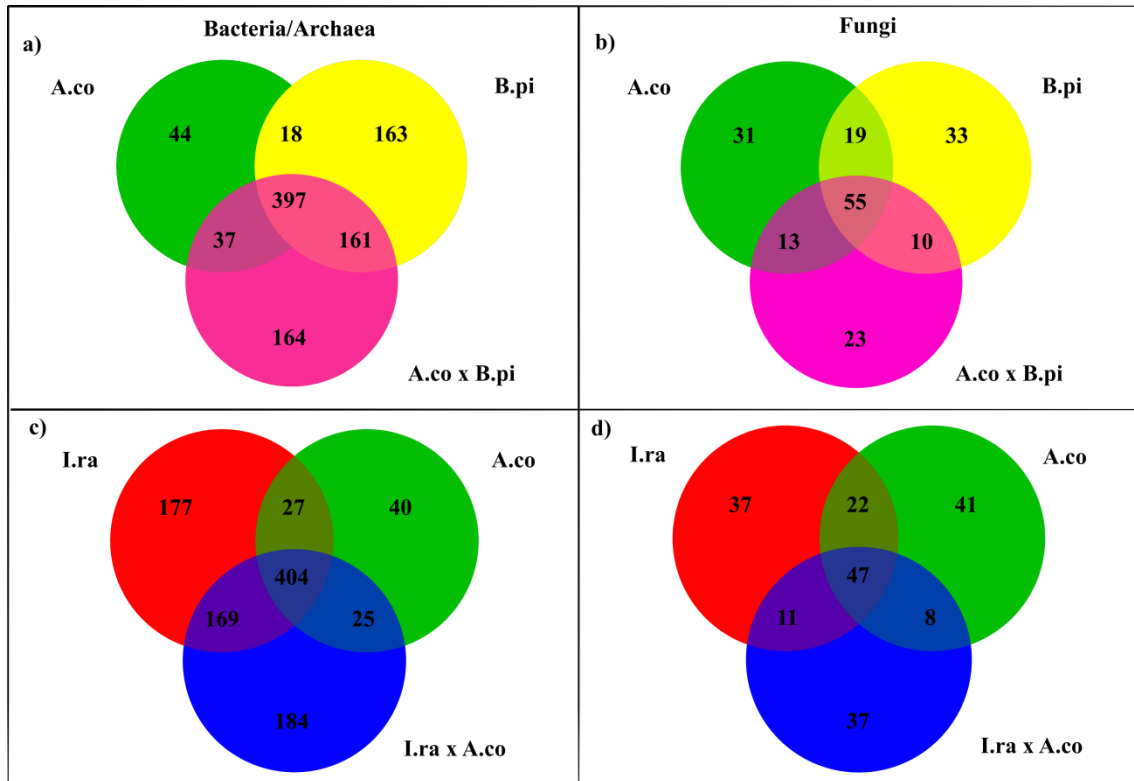 Bacteria/Archaea
Fungi
a)
A.co
B.pi
44
18
163
397
37
161
164
A.co x B.pi
b)
A.co
B.pi
31
19
33
55
13
10
23
A.co x B.pi
c)
I.ra
A.co
177
27
40
404
169
25
184
I.ra x A.co
d)
I.ra
A.co
37
22
41
47
11
8
37
I.ra x A.co